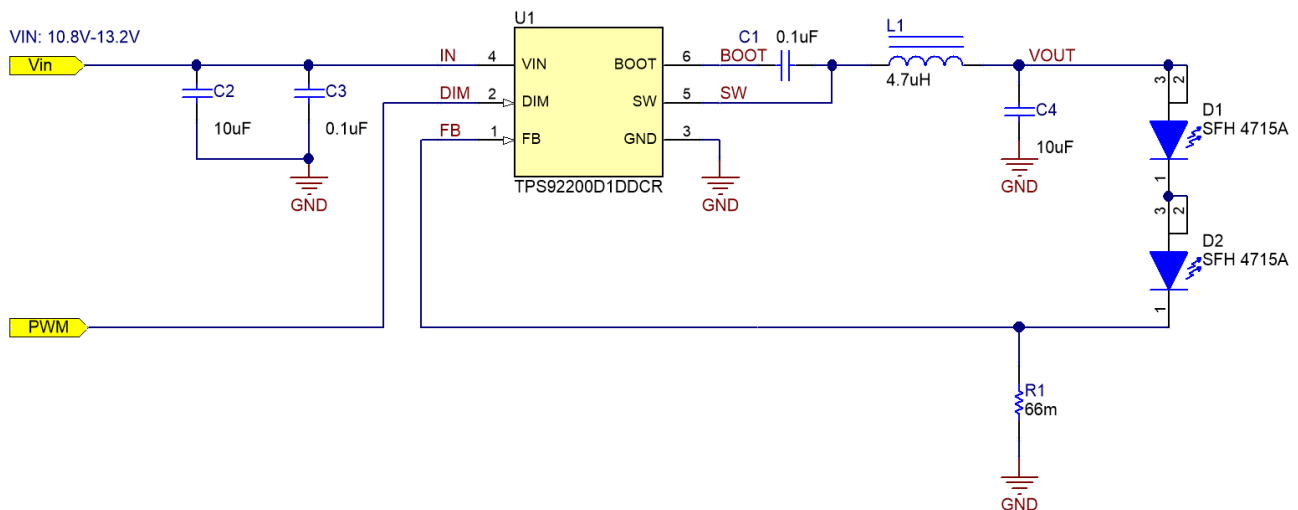 VIN: 10.8V-13.2V
Vin
C2
10uF
C3
0.1uF
GND
IN
DIM
FB
4
2
1
U1
VIN
DIM
FB
BOOT
SW
GND
TPS92200D1DDCR
6
5
3
BOOT
SW
GND
C1
0.1uF
L1
4.7uH
VOUT
C4
10uF
GND
3
2
D1
SFH 4715A
1
3
2
D2
SFH 4715A
1
PWM
R1
66m
GND